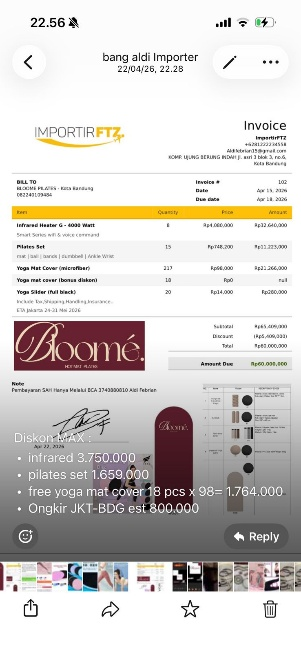 22.56
bang aldi Importer
22/04/26, 22.28
IMPORTIR FTZ
Invoice
ImportirFTZ
+6281222234558
Aldifebrian15@gmail.com
KOMP. UJUNG BERUNG INDAH jl. asri 3 blok 3, no.6,
Kota Bandung
BILL TO
BLOOME PILATES - Kota Bandung
082240109484
Invoice # 102
Date Apr 15, 2026
Due date Apr 18, 2026
Item Quantity Price Amount
Infrared Heater G - 4000 Watt 8 Rp4,080,000 Rp32,640,000
Smart Series wifi & voice command
Pilates Set 15 Rp748,200 Rp11,223,000
mat | ball | bands | dumbbell | Ankle Wrist
Yoga Mat cover (microfiber) 217 Rp98,000 Rp21,266,000
Yoga mat cover (bonus diskon) 18 Rp0 null
Yoga Slider (full black) 20 Rp14,000 Rp280,000
Include Tax,Shipping,Handling,Insurance.
ETA Jakarta 24-31 Mei 2026
Bloomé.
HOT MAT PILATES
Subtotal Rp65,409,000
Discount (Rp5,409,000)
Total Rp60,000,000
Amount Due Rp60,000,000
Note
Pembayaran SAH Hanya Melalui BCA 3740880810 Aldi Febrian
Apr 22, 2026
Bloomé.
Diskon MAX :
• infrared 3.750.000
• pilates set 1.659.000
• free yoga mat cover 18 pcs x 98= 1.764.000
• Ongkir JKT-BDG est 800.000
Reply